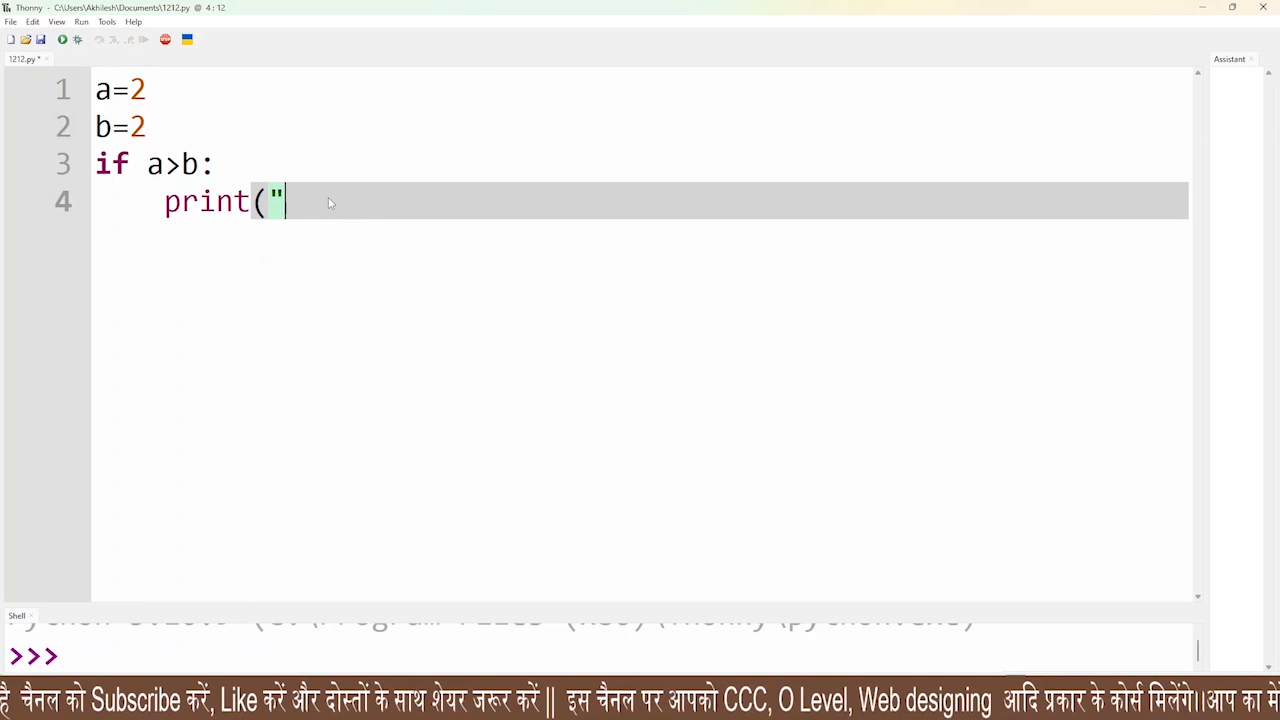 Thonny - C:\Users\Akhilesh\Documents\1212.py @ 4 : 12
File Edit View Run Tools Help
1212.py *
Assistant
1 a=2
2 b=2
3 if a>b:
4 print("
Shell
>>>
है चैनल को Subscribe करें, Like करें और दोस्तों के साथ शेयर जरूर करें || इस चैनल पर आपको CCC, O Level, Web designing आदि प्रकार के कोर्स मिलेंगे।।आप का में